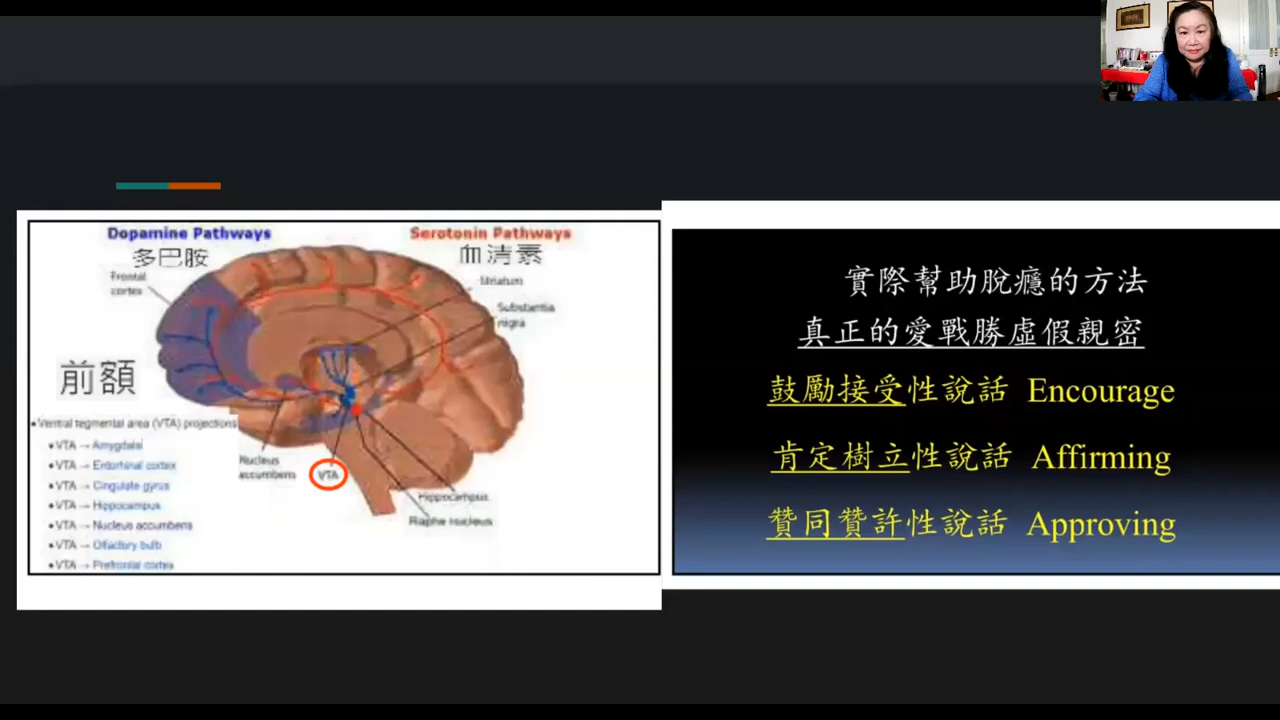 Dopamine Pathways
多巴胺
Serotonin Pathways
血清素
Frontal
cortex
Striatum
Substantia
nigra
前額
•Ventral tegmental area (VTA) projections
•VTA → Amygdala
•VTA → Entorhinal cortex
•VTA → Cingulate gyrus
•VTA → Hippocampus
•VTA → Nucleus accumbens
•VTA → Olfactory bulb
•VTA → Prefrontal cortex
Nucleus
accumbens
VTA
Hippocampus
Raphe nucleus
實際幫助脫癮的方法
真正的愛戰勝虛假親密
鼓勵接受性說話 Encourage
肯定樹立性說話 Affirming
贊同贊許性說話 Approving